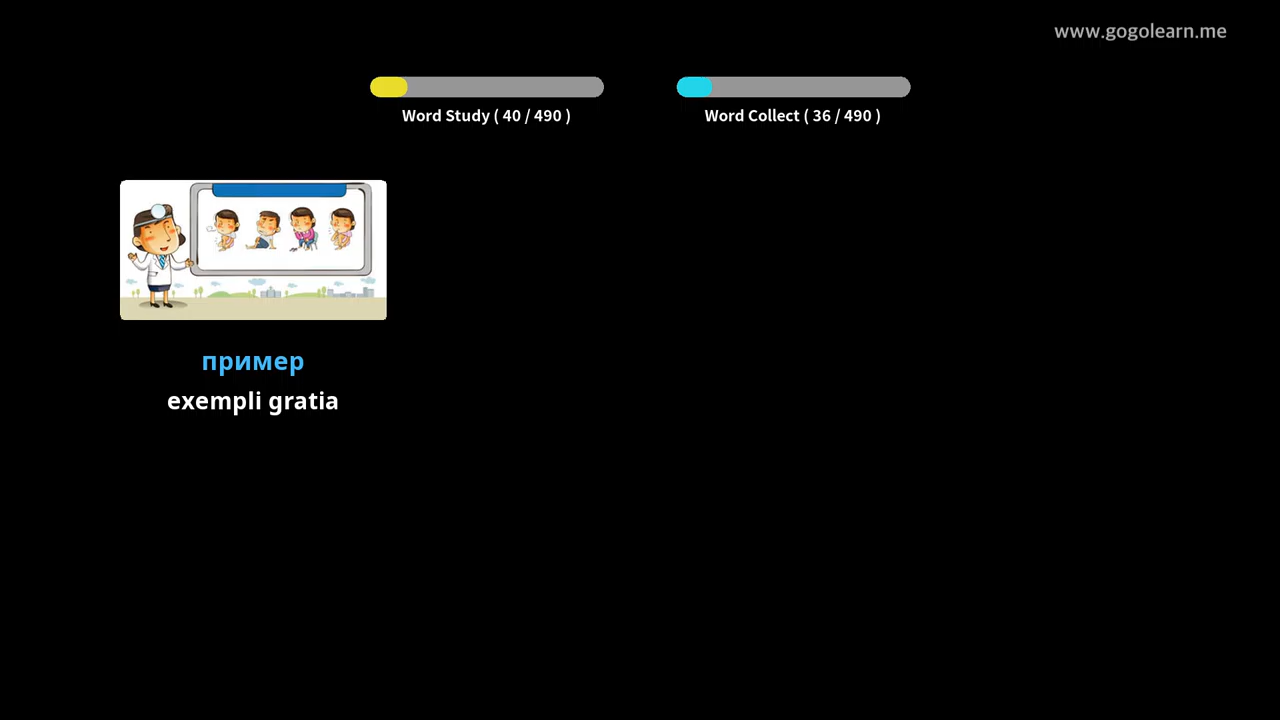 www.gogolearn.me
Word Study ( 40 / 490 )
Word Collect ( 36 / 490 )
пример
exempli gratia